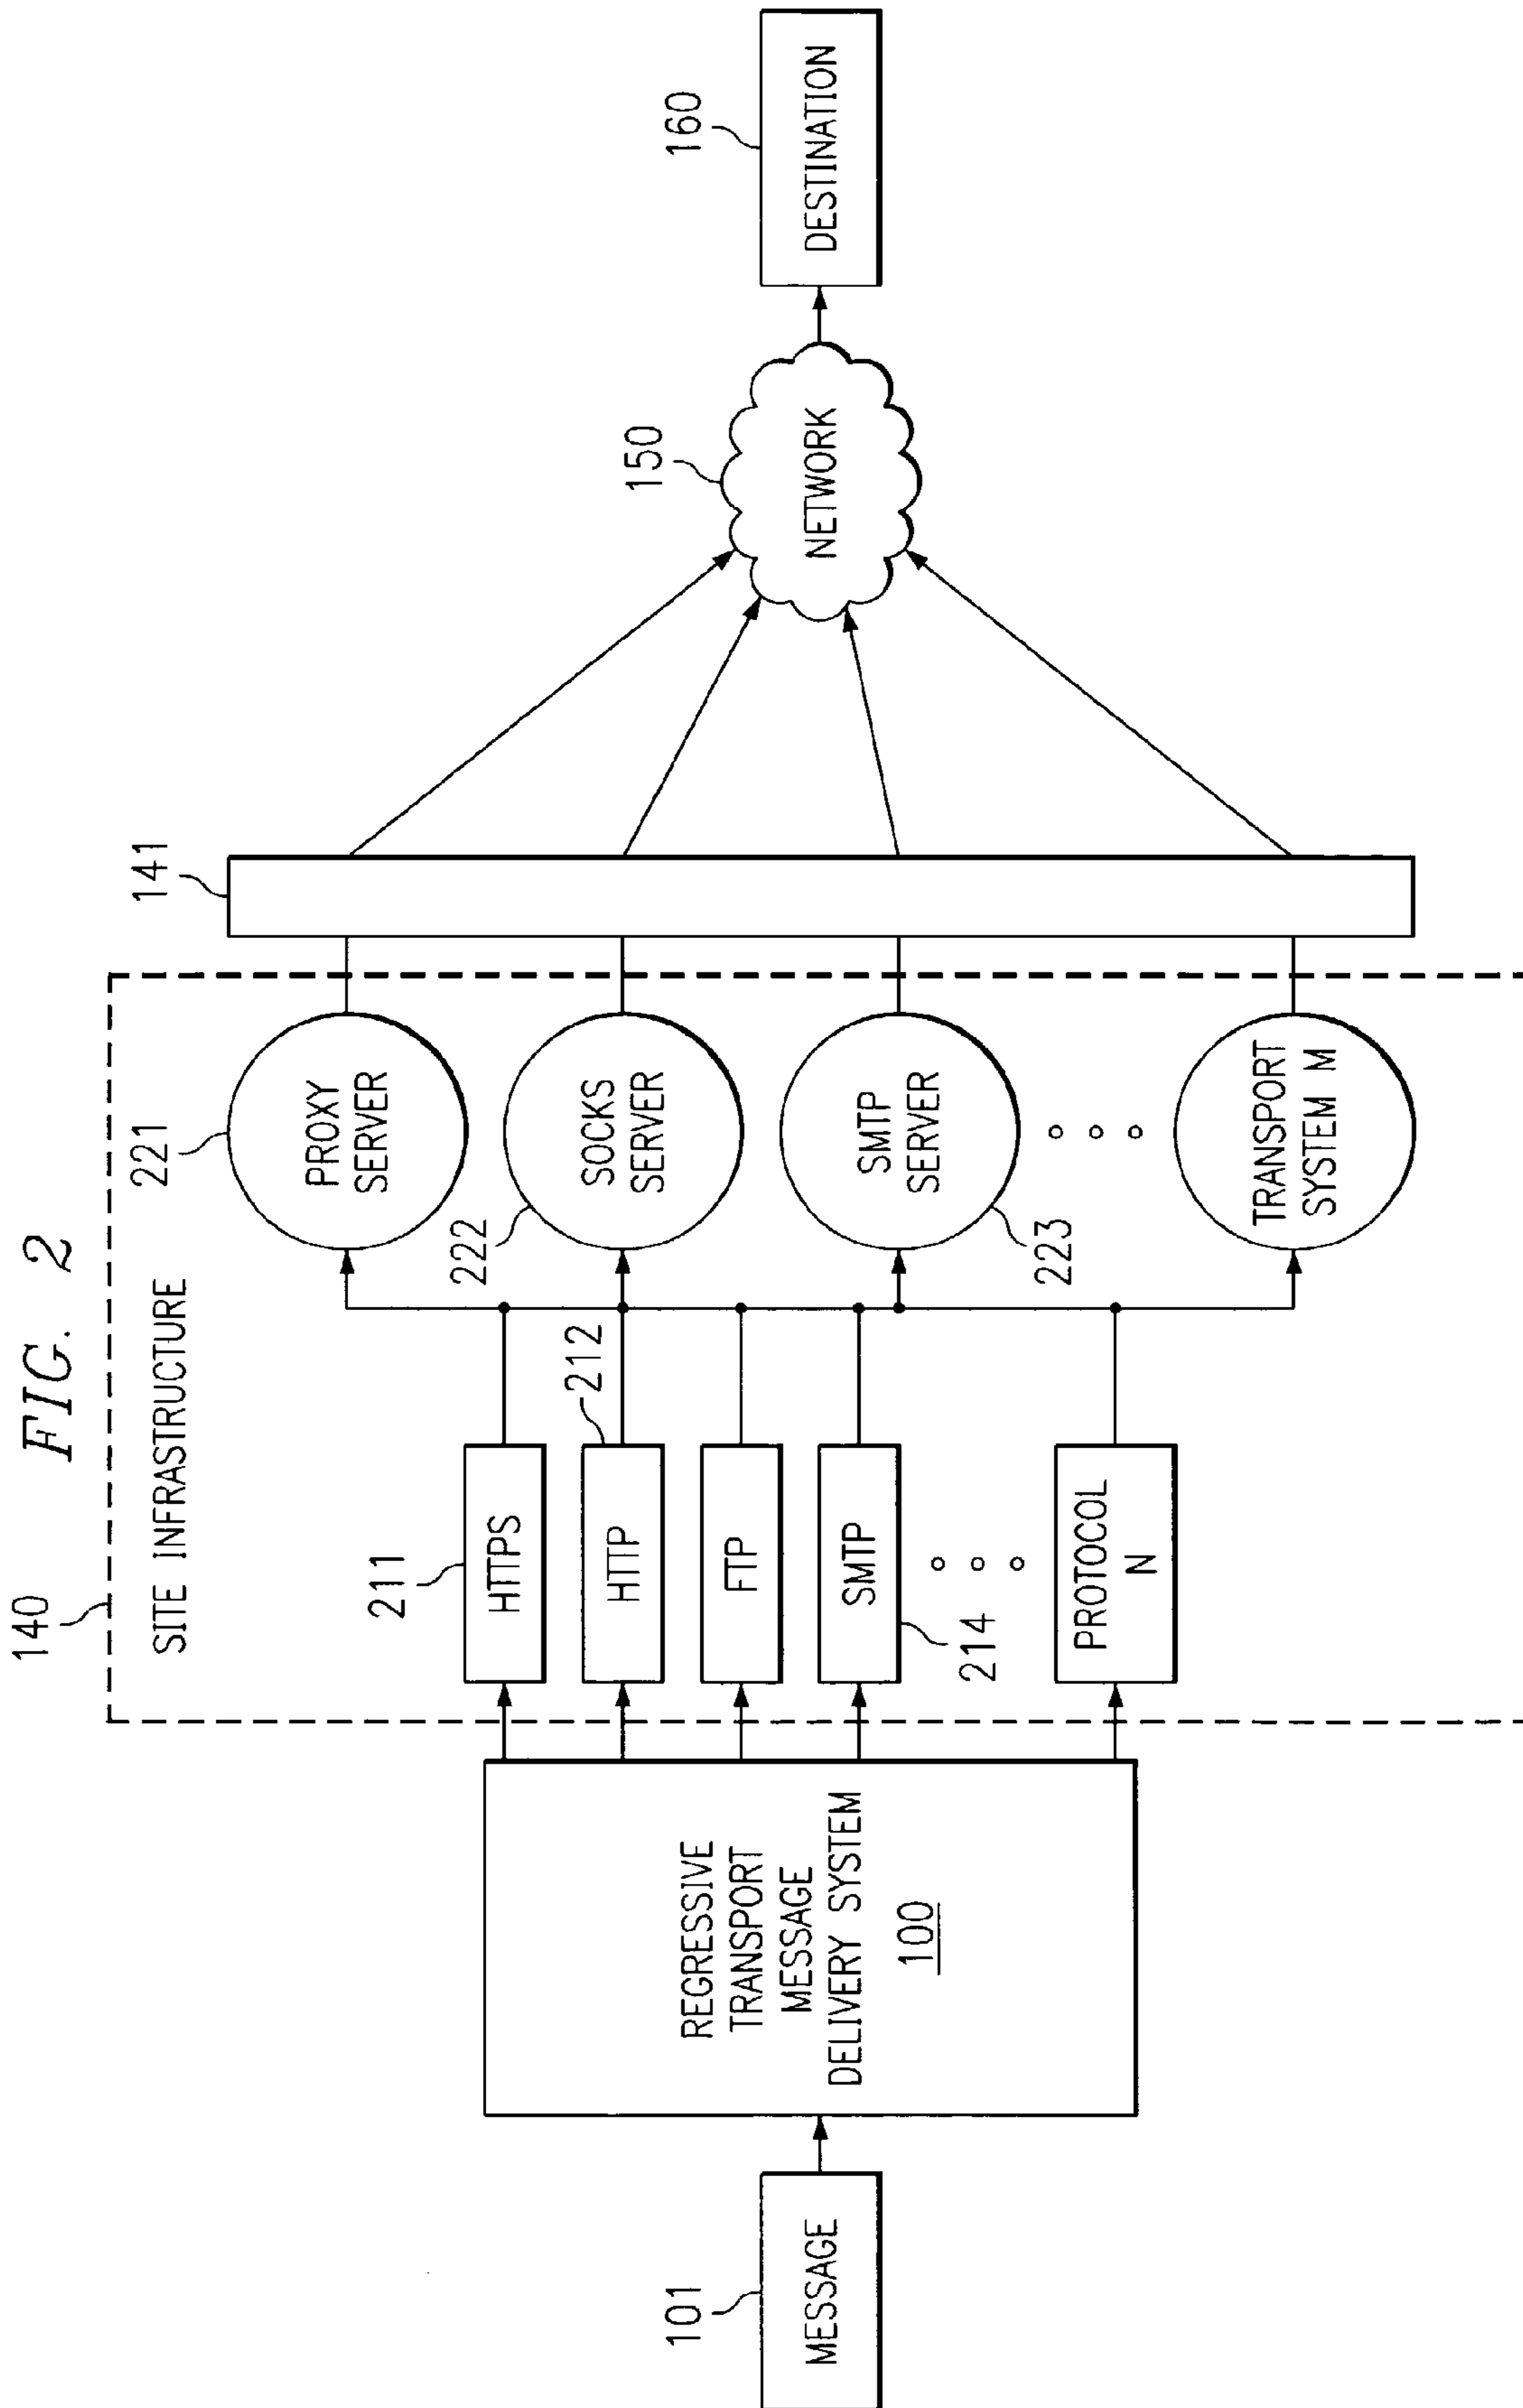 FIG. 2
140
SITE INFRASTRUCTURE
101
MESSAGE
REGRESSIVE
TRANSPORT
MESSAGE
DELIVERY SYSTEM
100
211
HTTPS
212
HTTP
FTP
SMTP
214
PROTOCOL
N
221
PROXY
SERVER
222
SOCKS
SERVER
SMTP
SERVER
223
TRANSPORT
SYSTEM M
141
150
NETWORK
160
DESTINATION